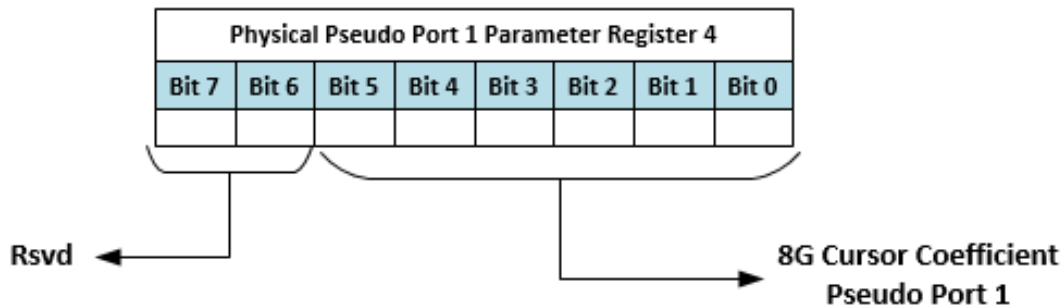 Physical Pseudo Port 1 Parameter Register 4
Bit 7 Bit 6 Bit 5 Bit 4 Bit 3 Bit 2 Bit 1 Bit 0
Rsvd
8G Cursor Coefficient
Pseudo Port 1